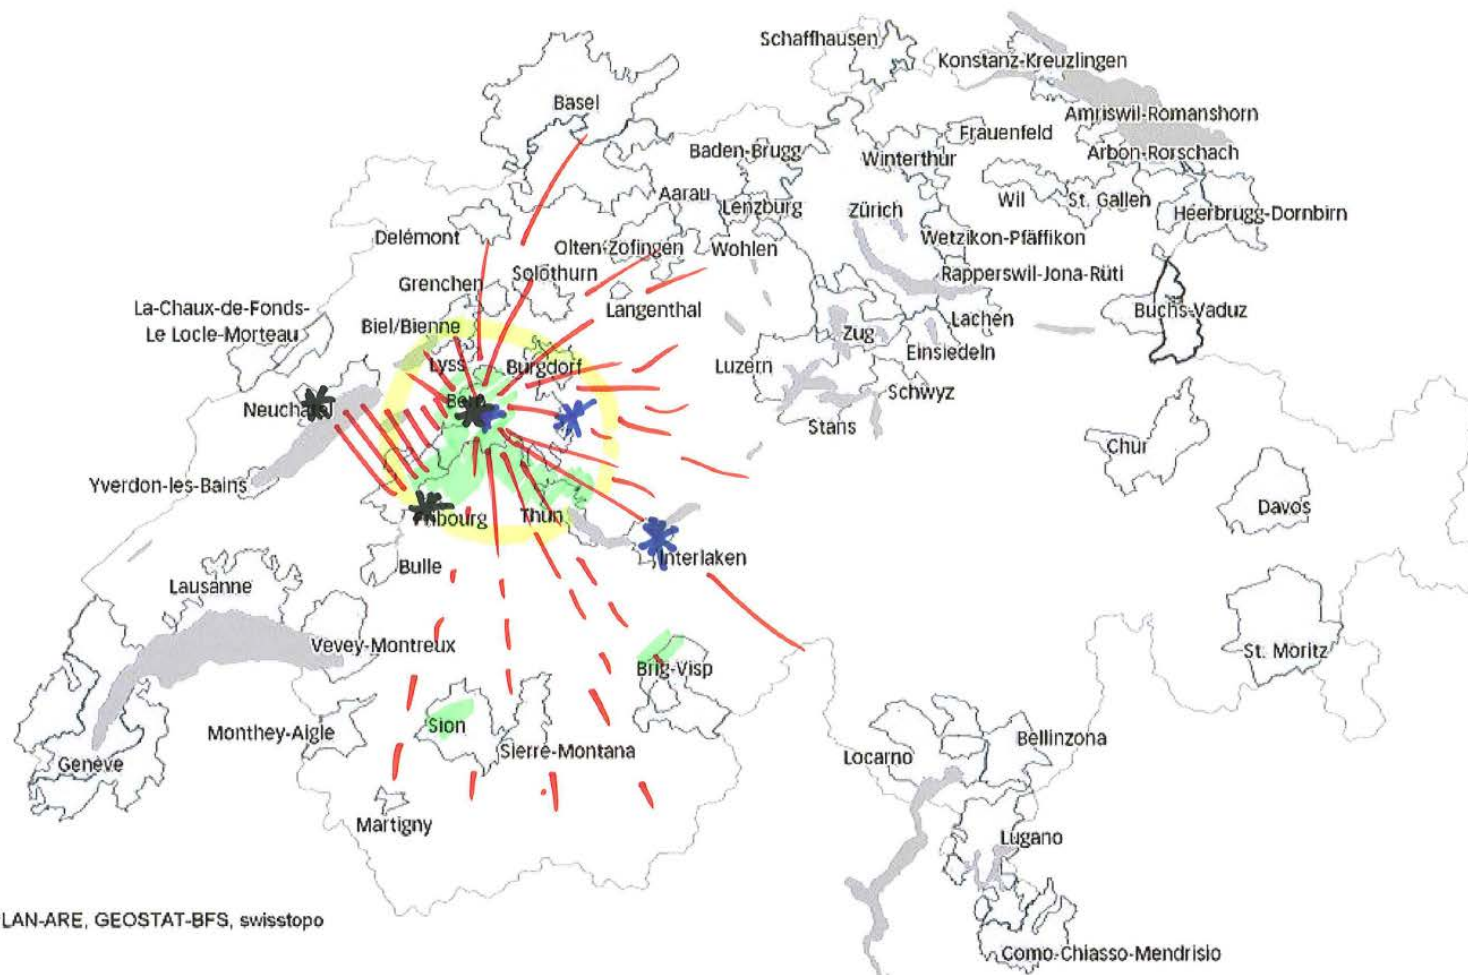 Schaffhausen
Konstanz-Kreuzlingen
Basel
Amriswil-Romanshorn
Frauenfeld
Baden-Brugg
Winterthur
Arbon-Rorschach
Aarau
Lenzburg
Zürich
Wil
St. Gallen
Heerbrugg-Dornbirn
Delémont
Olten-Zofingen
Wohlen
Wetzikon-Pfäffikon
Grenchen
Solothurn
Rapperswil-Jona-Rüti
La-Chaux-de-Fonds-
Le Locle-Morteau
Langenthal
Buchs-Vaduz
Biel/Bienne
Zug
Lachen
Lyss
Burgdorf
Luzern
Einsiedeln
Schwyz
Neuchâtel
Bern
Stans
Chur
Yverdon-les-Bains
Thun
Davos
Interlaken
Bulle
Lausanne
Vevey-Montreux
Brig-Visp
St. Moritz
Sion
Monthey-Aigle
Sierre-Montana
Bellinzona
Locarno
Genève
Martigny
Lugano
LAN-ARE, GEOSTAT-BFS, swisstopo
Como-Chiasso-Mendrisio